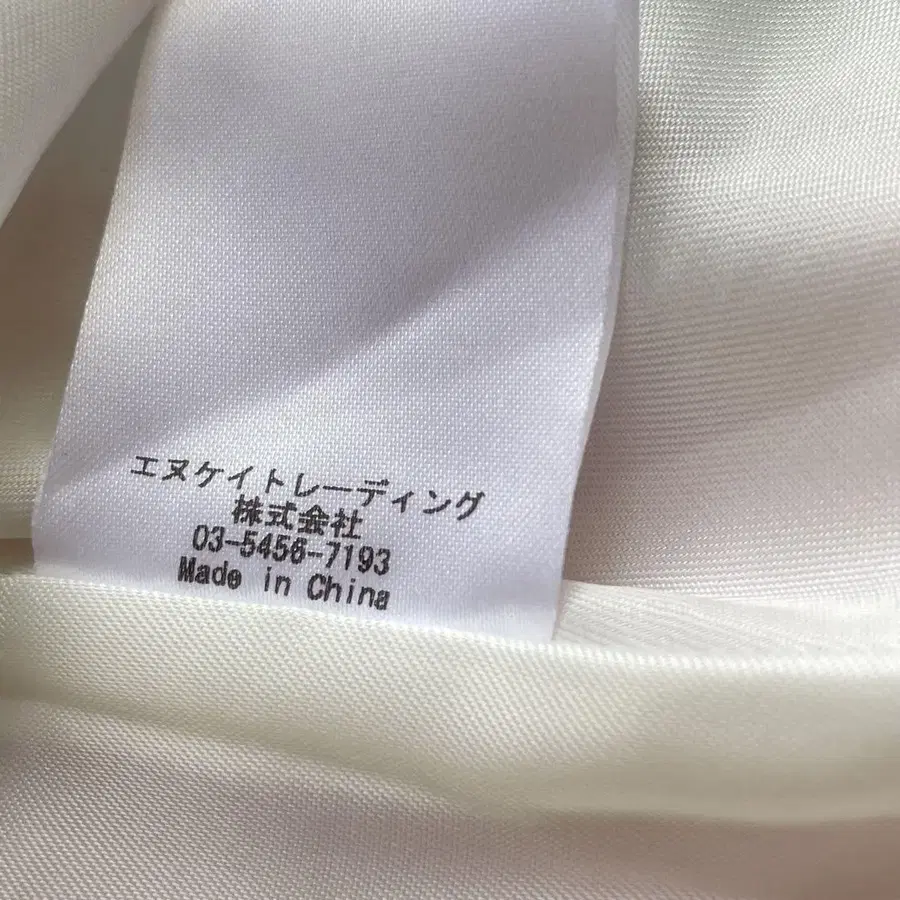 エヌケイトレーディング
株式会社
03-5456-7193
Made in China